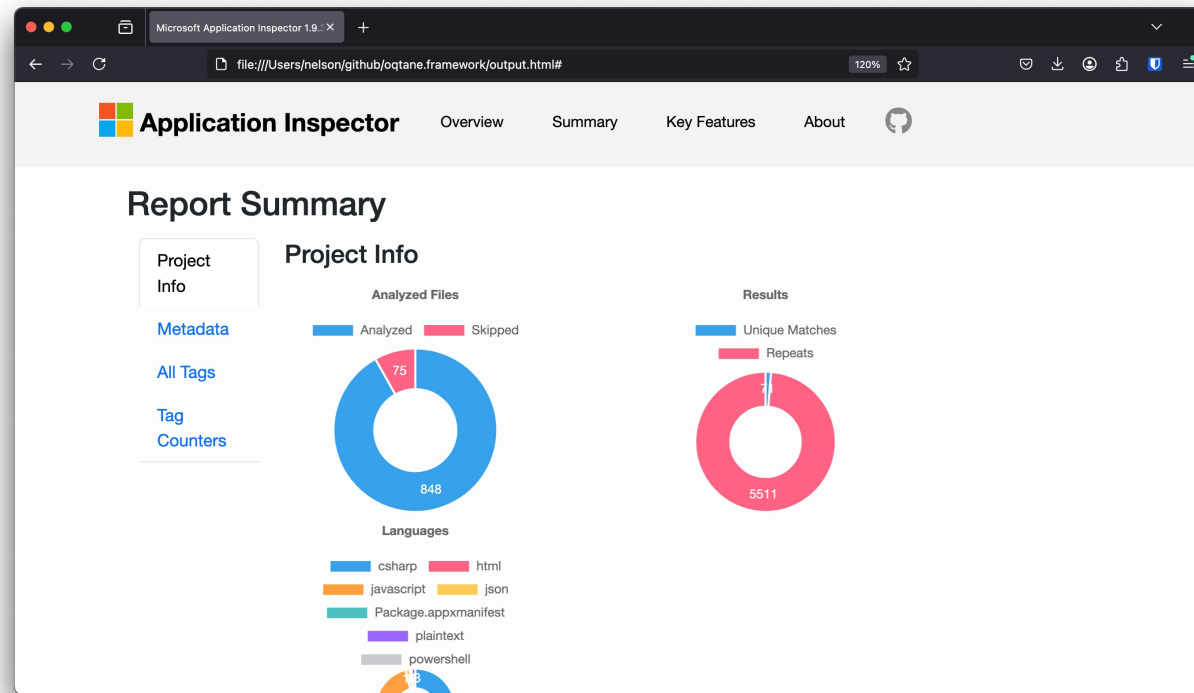 Microsoft Application Inspector 1.9.
file:///Users/nelson/github/oqtane.framework/output.html#
120%
Application Inspector
Overview
Summary
Key Features
About
Report Summary
Project
Info
Metadata
All Tags
Tag
Counters
Project Info
Analyzed Files
Analyzed
Skipped
75
848
Results
Unique Matches
Repeats
71
5511
Languages
csharp
html
javascript
json
Package.appxmanifest
plaintext
powershell